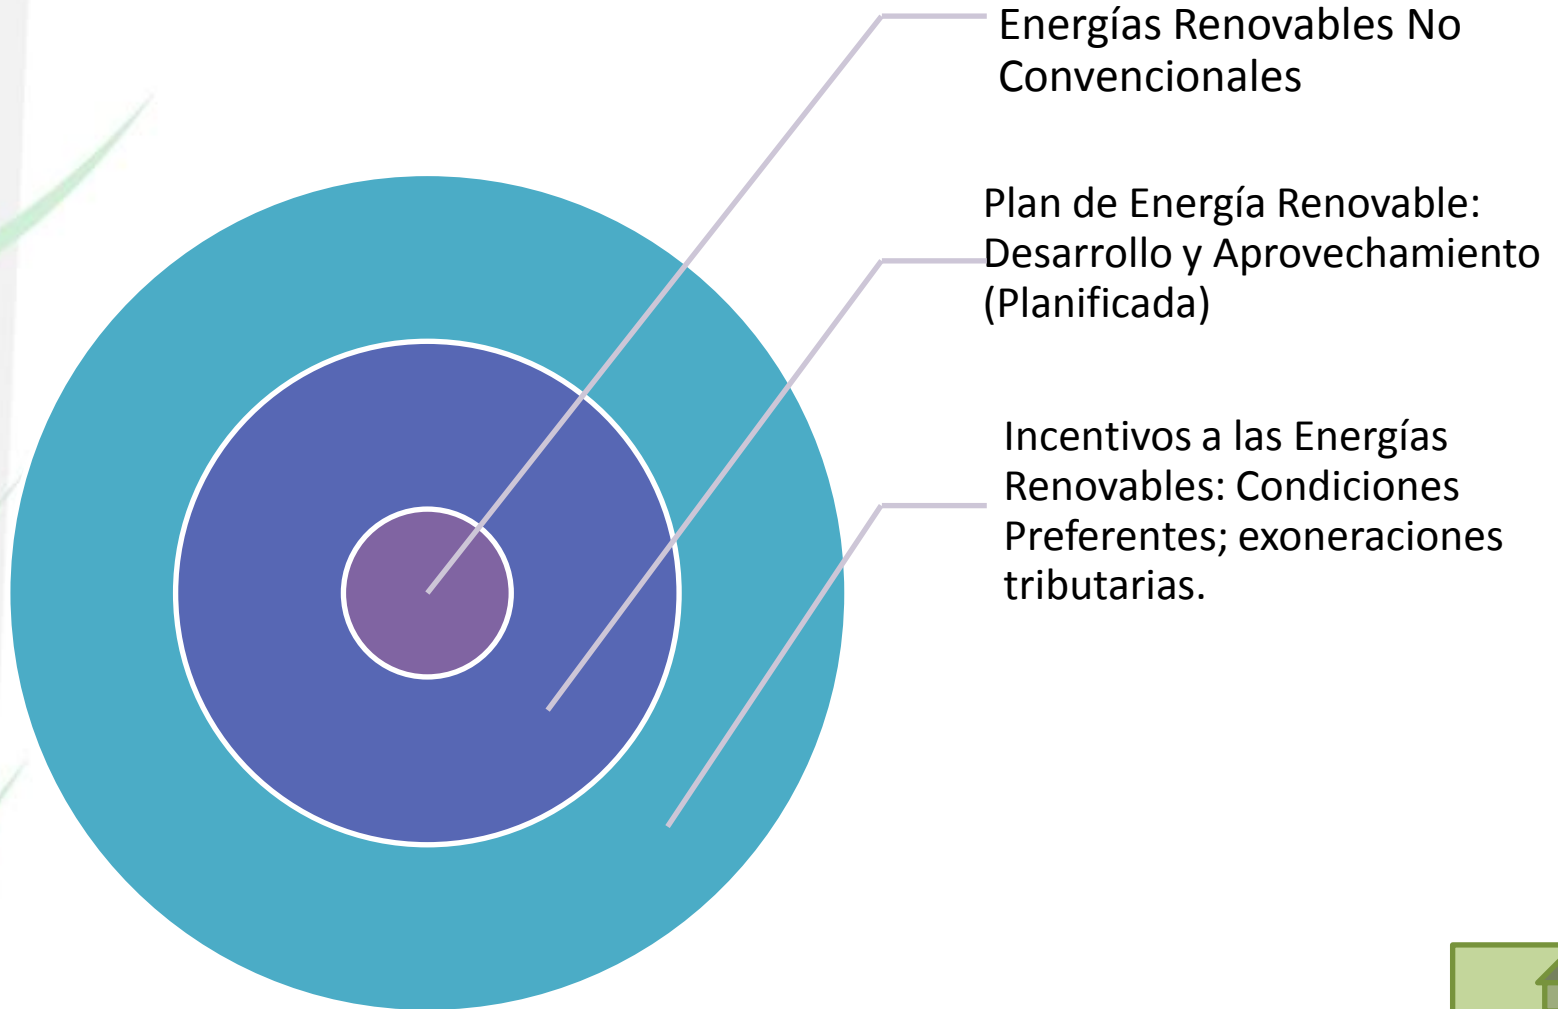 Energías Renovables No
Convencionales
Plan de Energía Renovable:
Desarrollo y Aprovechamiento
(Planificada)
Incentivos a las Energías
Renovables: Condiciones
Preferentes; exoneraciones
tributarias.